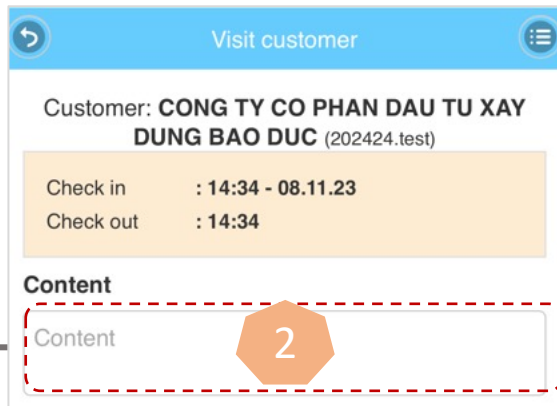 Visit customer
Customer: CONG TY CO PHAN DAU TU XAY
DUNG BAO DUC (202424.test)
Check in : 14:34 - 08.11.23
Check out : 14:34
Content
Content
2